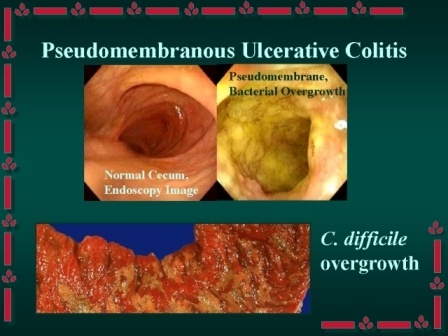 Pseudomembranous Ulcerative Colitis
Pseudomembrane,
Bacterial Overgrowth
Normal Cecum,
Endoscopy Image
C. difficile
overgrowth